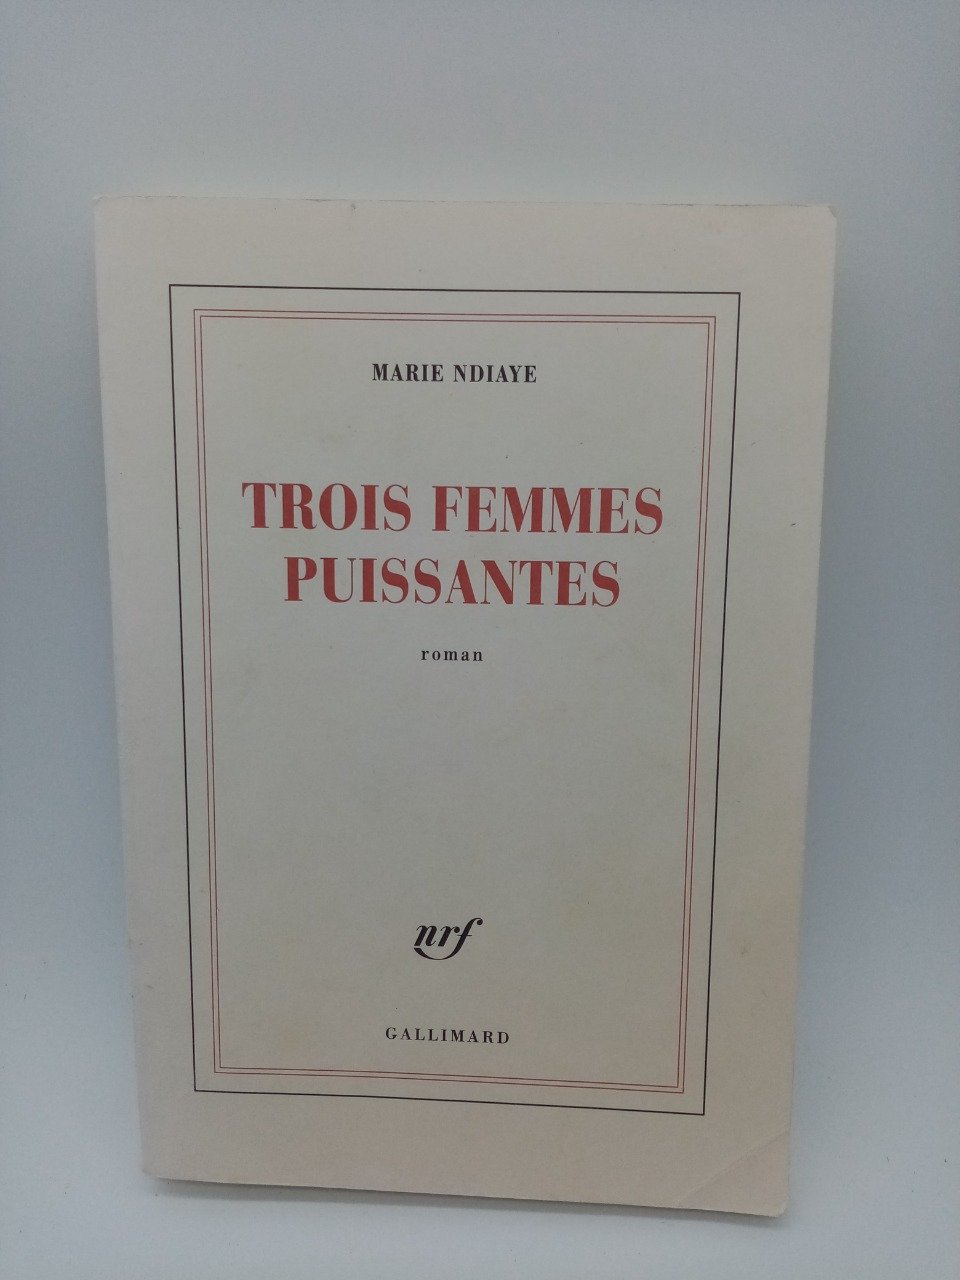 MARIE NDIAYE
TROIS FEMMES
PUISSANTES
roman
nrf
GALLIMARD